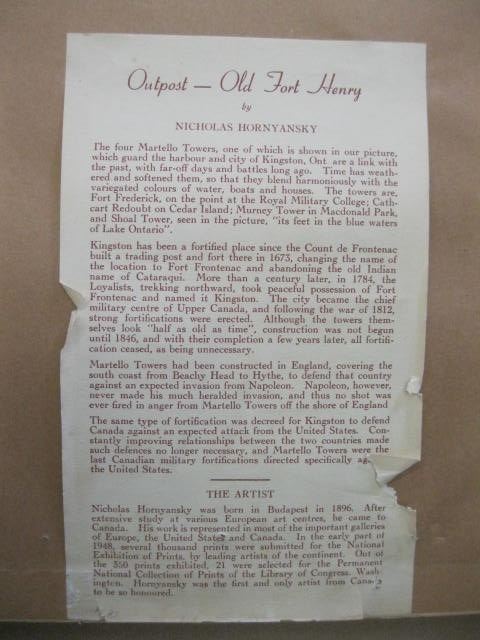 Outpost — Old Fort Henry
by
NICHOLAS HORNYANSKY
The four Martello Towers, one of which is shown in our picture,
which guard the harbour and city of Kingston, Ont. are a link with
the past, with far-off days and battles long ago. Time has weath-
ered and softened them, so that they blend harmoniously with the
variegated colours of water, boats and houses. The towers are,
Fort Frederick, on the point at the Royal Military College; Cath-
cart Redoubt on Cedar Island; Murney Tower in Macdonald Park,
and Shoal Tower, seen in the picture, "its feet in the blue waters
of Lake Ontario".
Kingston has been a fortified place since the Count de Frontenac
built a trading post and fort there in 1673, changing the name of
the location to Fort Frontenac and abandoning the old Indian
name of Cataraqui. More than a century later, in 1784, the
Loyalists, trekking northward, took peaceful possession of Fort
Frontenac and named it Kingston. The city became the chief
military centre of Upper Canada, and following the war of 1812,
strong fortifications were erected. Although the towers them-
selves look "half as old as time", construction was not begun
until 1846, and with their completion a few years later, all fortifi-
cation ceased, as being unnecessary.
Martello Towers had been constructed in England, covering the
south coast from Beachy Head to Hythe, to defend that country
against an expected invasion from Napoleon. Napoleon, however,
never made his much heralded invasion, and thus no shot was
ever fired in anger from Martello Towers off the shore of England
The same type of fortification was decreed for Kingston to defend
Canada against an expected attack from the United States. Con-
stantly improving relationships between the two countries made
such defences no longer necessary, and Martello Towers were the
last Canadian military fortifications directed specifically ag
the United States.
THE ARTIST
Nicholas Hornyansky was born in Budapest in 1896. After
extensive study at various European art centres, he came to
Canada. His work is represented in most of the important galleries
of Europe, the United States and Canada. In the early part of
1948, several thousand prints were submitted for the National
Exhibition of Prints, by leading artists of the continent. Out of
the 350 prints exhibited, 21 were selected for the Permanent
National Collection of Prints of the Library of Congress, Wash-
ington. Hornyansky was the first and only artist from Canada
to be so honoured.